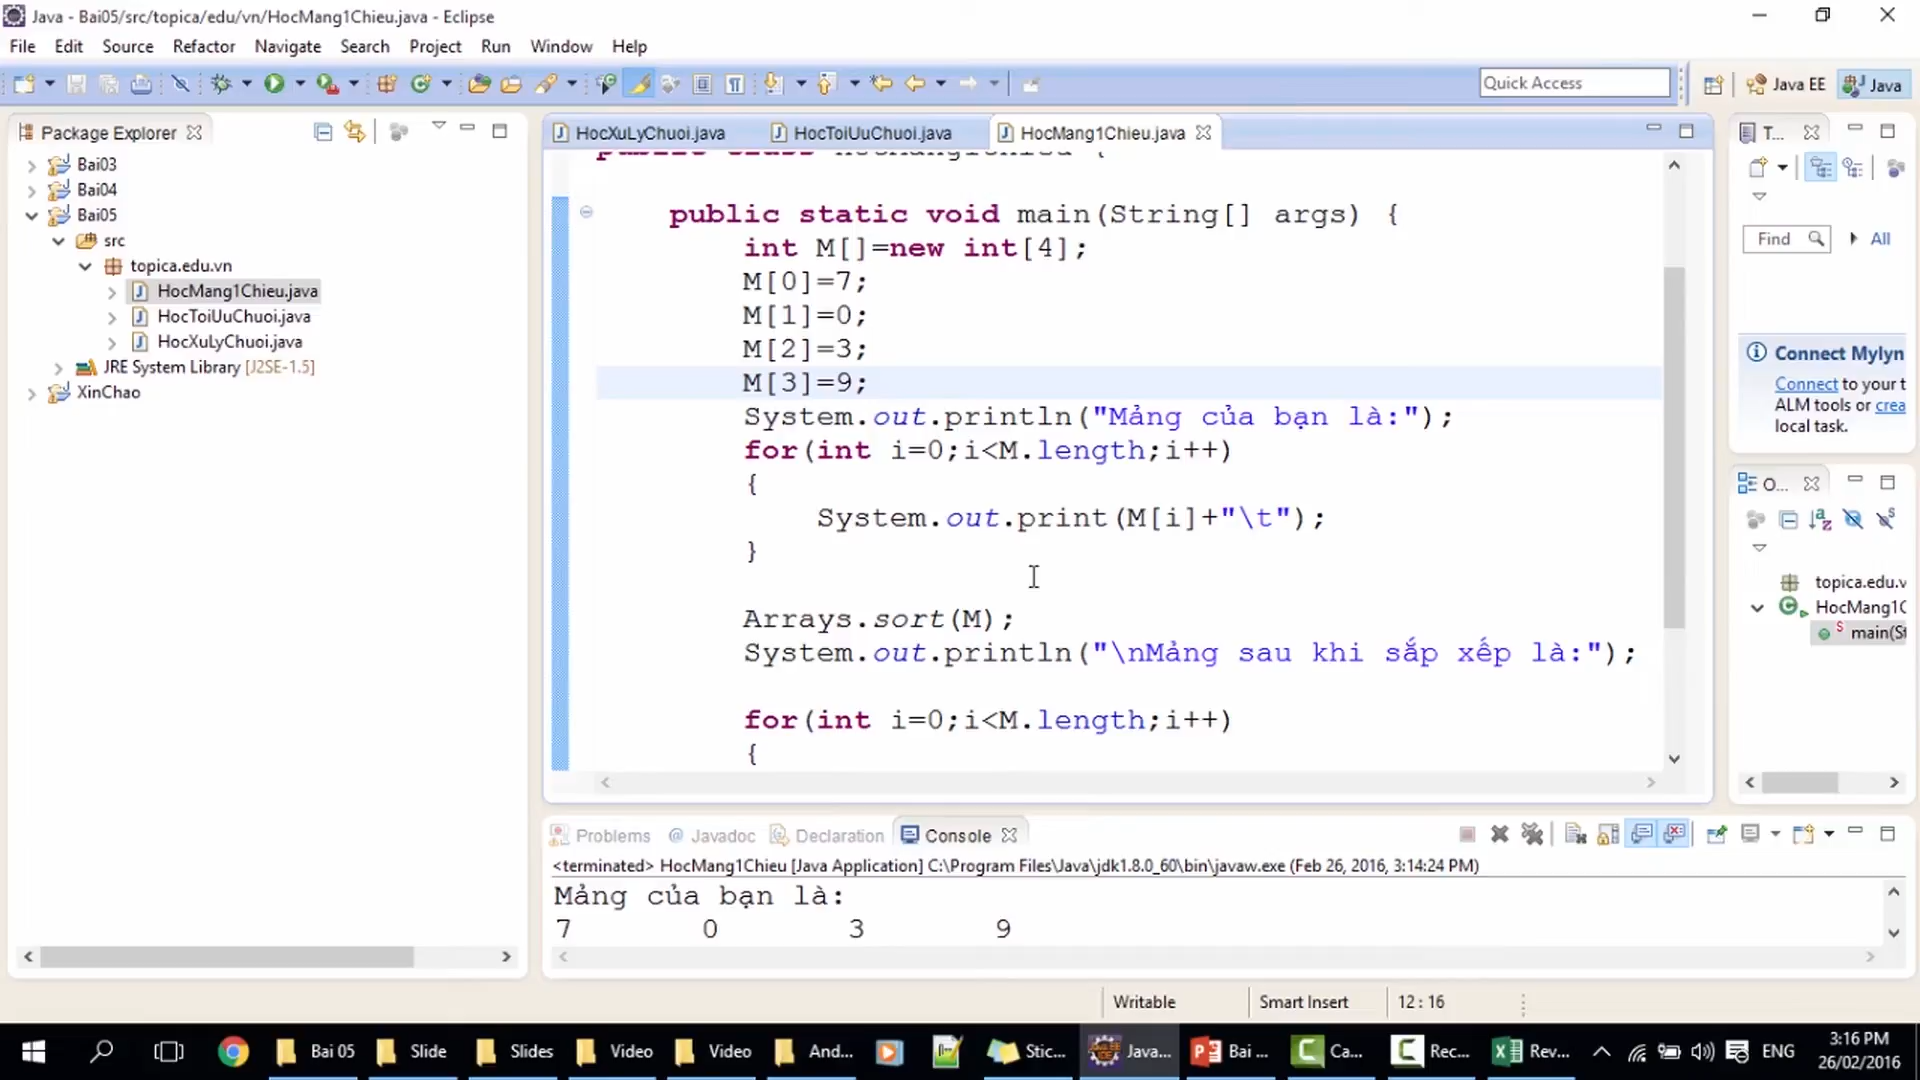 Java - Bai05/src/topica/edu/vn/HocMang1Chieu.java - Eclipse
File Edit Source Refactor Navigate Search Project Run Window Help
Quick Access
Java EE
Java
Package Explorer
Bai03
Bai04
Bai05
src
topica.edu.vn
HocMang1Chieu.java
HocToiUuChuoi.java
HocXuLyChuoi.java
JRE System Library [J2SE-1.5]
XinChao
HocXuLyChuoi.java HocToiUuChuoi.java HocMang1Chieu.java
public class HocMang1Chieu {
public static void main(String[] args) {
int M[]=new int[4];
M[0]=7;
M[1]=0;
M[2]=3;
M[3]=9;
System.out.println("Mảng của bạn là:");
for(int i=0;i<M.length;i++)
{
System.out.print(M[i]+"\t");
}
Arrays.sort(M);
System.out.println("\nMảng sau khi sắp xếp là:");
for(int i=0;i<M.length;i++)
{
T...
Find
All
Connect Mylyn
Connect to your t
ALM tools or crea
local task.
O...
topica.edu.v
HocMang1C
main(St
Problems Javadoc Declaration Console
<terminated> HocMang1Chieu [Java Application] C:\Program Files\Java\jdk1.8.0_60\bin\javaw.exe (Feb 26, 2016, 3:14:24 PM)
Mảng của bạn là:
7 0 3 9
Writable Smart Insert 12 : 16
Bai 05 Slide Slides Video Video And... Stic... Java... Bai ... Ca... Rec... Rev... ENG
3:16 PM
26/02/2016